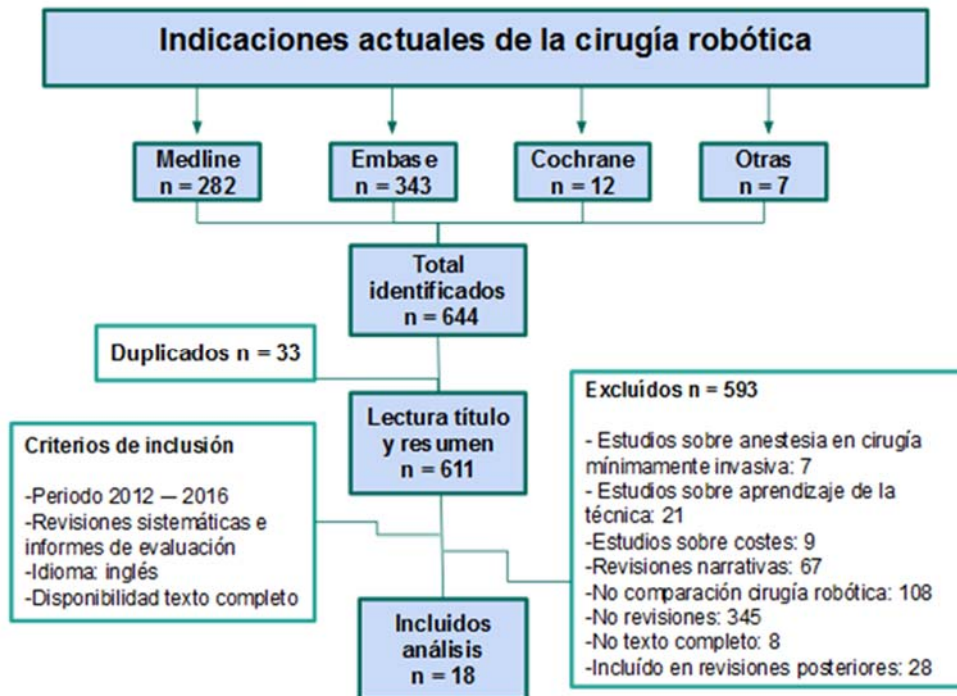 Indicaciones actuales de la cirugía robótica
Medline
n = 282
Embase
n = 343
Cochrane
n = 12
Otras
n = 7
Total
identificados
n = 644
Duplicados n = 33
Lectura título
y resumen
n = 611
Criterios de inclusión
-Periodo 2012 — 2016
-Revisiones sistemáticas e
informes de evaluación
-Idioma: inglés
-Disponibilidad texto completo
Excluídos n = 593
- Estudios sobre anestesia en cirugía
mínimamente invasiva: 7
- Estudios sobre aprendizaje de la
técnica: 21
-Estudios sobre costes: 9
-Revisiones narrativas: 67
-No comparación cirugía robótica: 108
-No revisiones: 345
-No texto completo: 8
-Incluído en revisiones posteriores: 28
Incluidos
análisis
n = 18